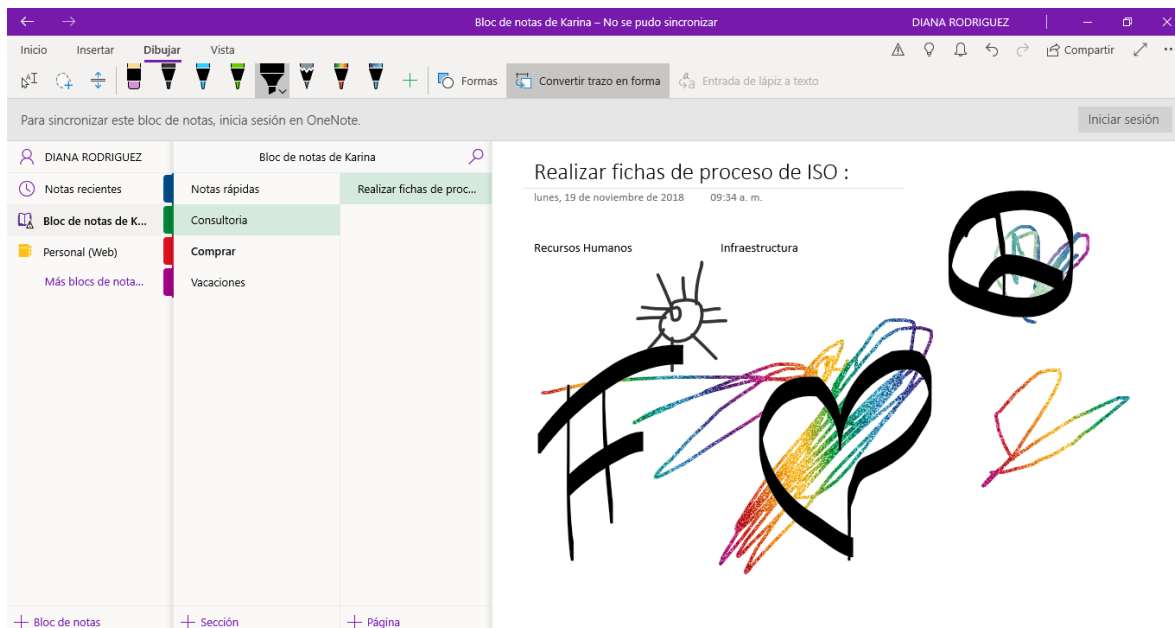 Bloc de notas de Karina – No se pudo sincronizar
DIANA RODRIGUEZ
Inicio Insertar Dibujar Vista
Compartir
Formas
Convertir trazo en forma
Entrada de lápiz a texto
Para sincronizar este bloc de notas, inicia sesión en OneNote.
Iniciar sesión
DIANA RODRIGUEZ
Notas recientes
Bloc de notas de K...
Personal (Web)
Más blocs de nota...
Bloc de notas de Karina
Notas rápidas
Consultoria
Comprar
Vacaciones
Realizar fichas de proc...
Realizar fichas de proceso de ISO :
lunes, 19 de noviembre de 2018 09:34 a. m.
Recursos Humanos Infraestructura
Bloc de notas
Sección
Página